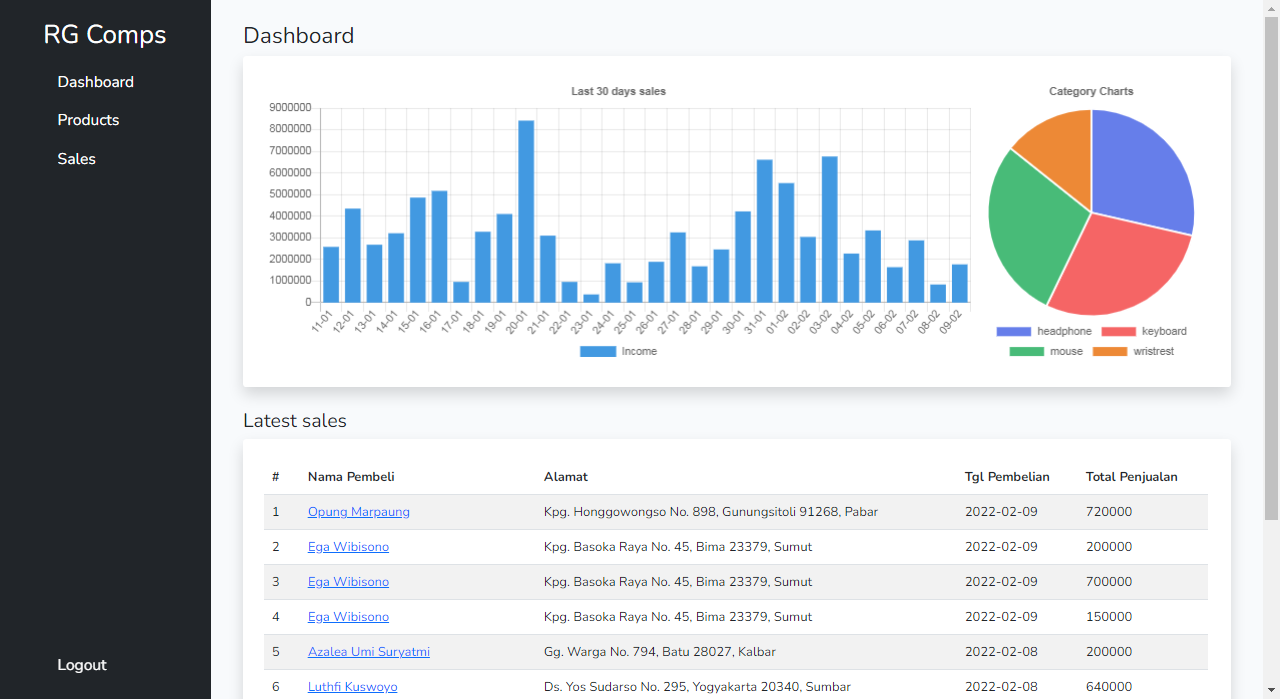 RG Comps
Dashboard
Products
Sales
Logout
Dashboard
Last 30 days sales
9000000
8000000
7000000
6000000
5000000
4000000
3000000
2000000
1000000
0
11-01 12-01 13-01 14-01 15-01 16-01 17-01 18-01 19-01 20-01 21-01 22-01 23-01 24-01 25-01 26-01 27-01 28-01 29-01 30-01 31-01 01-02 02-02 03-02 04-02 05-02 06-02 07-02 08-02 09-02
Income
Category Charts
headphone keyboard
mouse wristrest
Latest sales
# Nama Pembeli Alamat Tgl Pembelian Total Penjualan
1 Opung Marpaung Kpg. Honggowongso No. 898, Gunungsitoli 91268, Pabar 2022-02-09 720000
2 Ega Wibisono Kpg. Basoka Raya No. 45, Bima 23379, Sumut 2022-02-09 200000
3 Ega Wibisono Kpg. Basoka Raya No. 45, Bima 23379, Sumut 2022-02-09 700000
4 Ega Wibisono Kpg. Basoka Raya No. 45, Bima 23379, Sumut 2022-02-09 150000
5 Azalea Umi Suryatmi Gg. Warga No. 794, Batu 28027, Kalbar 2022-02-08 200000
6 Luthfi Kuswoyo Ds. Yos Sudarso No. 295, Yogyakarta 20340, Sumbar 2022-02-08 640000